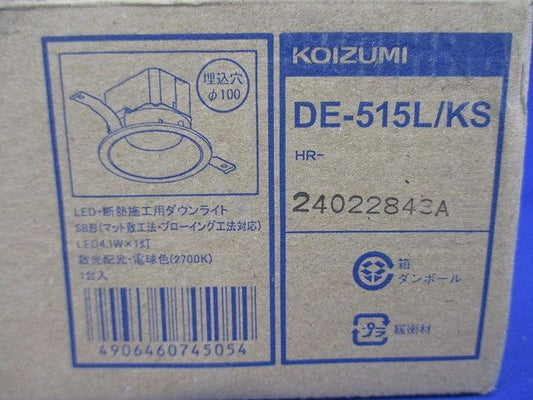 埋込穴
φ100
LED・断熱施工用ダウンライト
SB形(マット敷工法・ブローイング工法対応)
LED4.1W×1灯
散光配光・電球色(2700K)
1台入
4906460745054
KOIZUMI
DE-515L/KS
HR-
24022843A
箱
ダンボール
プラ
緩衝材